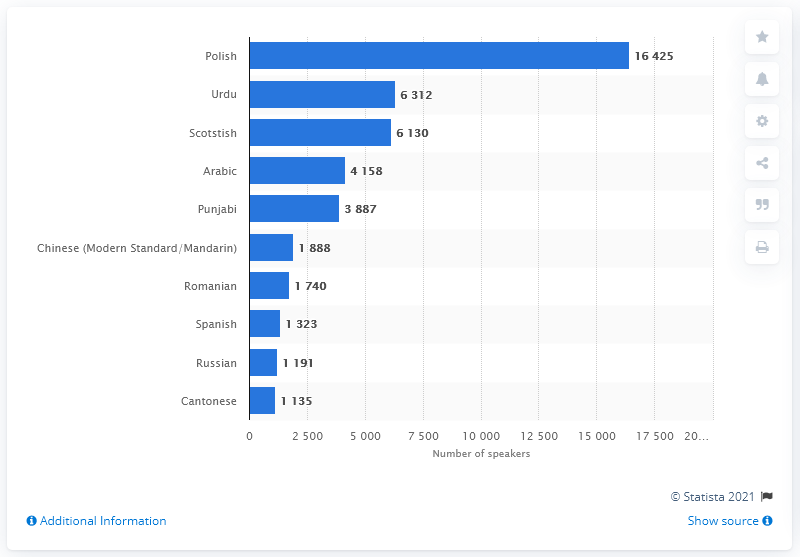 Polish 16 425
Urdu 6 312
Scotstish 6 130
Arabic 4 158
Punjabi 3 887
Chinese (Modern Standard/Mandarin) 1 888
Romanian 1 740
Spanish 1 323
Russian 1 191
Cantonese 1 135
0 2 500 5 000 7 500 10 000 12 500 15 000 17 500 20...
Number of speakers
© Statista 2021
Additional Information Show source